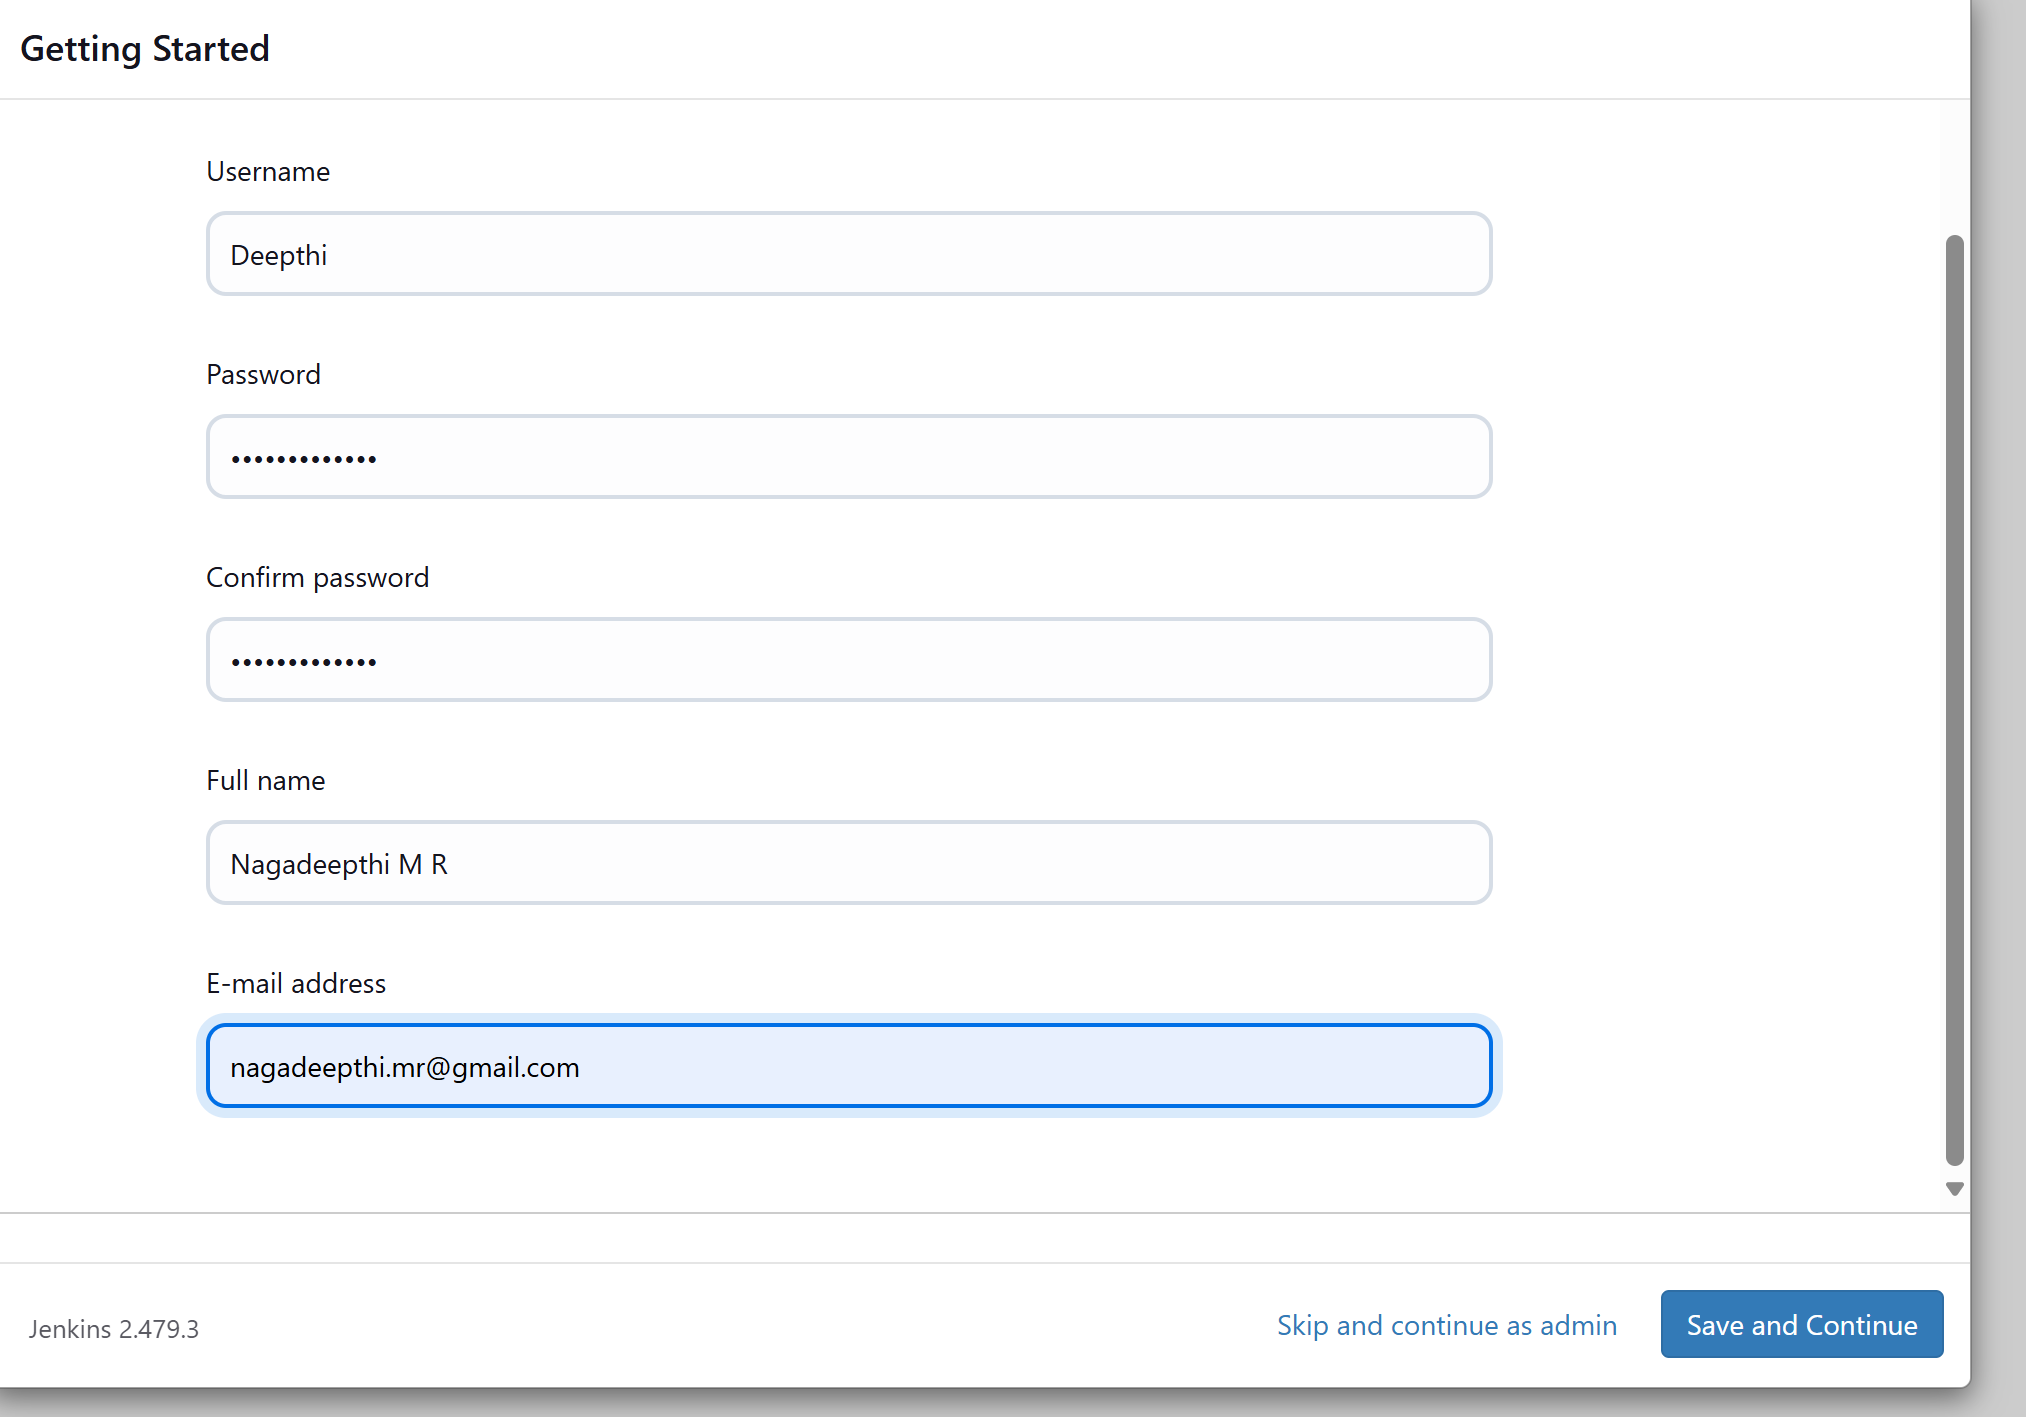 Getting Started
Username
Deepthi
Password
•••••••••••••
Confirm password
•••••••••••••
Full name
Nagadeepthi M R
E-mail address
nagadeepthi.mr@gmail.com
Jenkins 2.479.3
Skip and continue as admin
Save and Continue